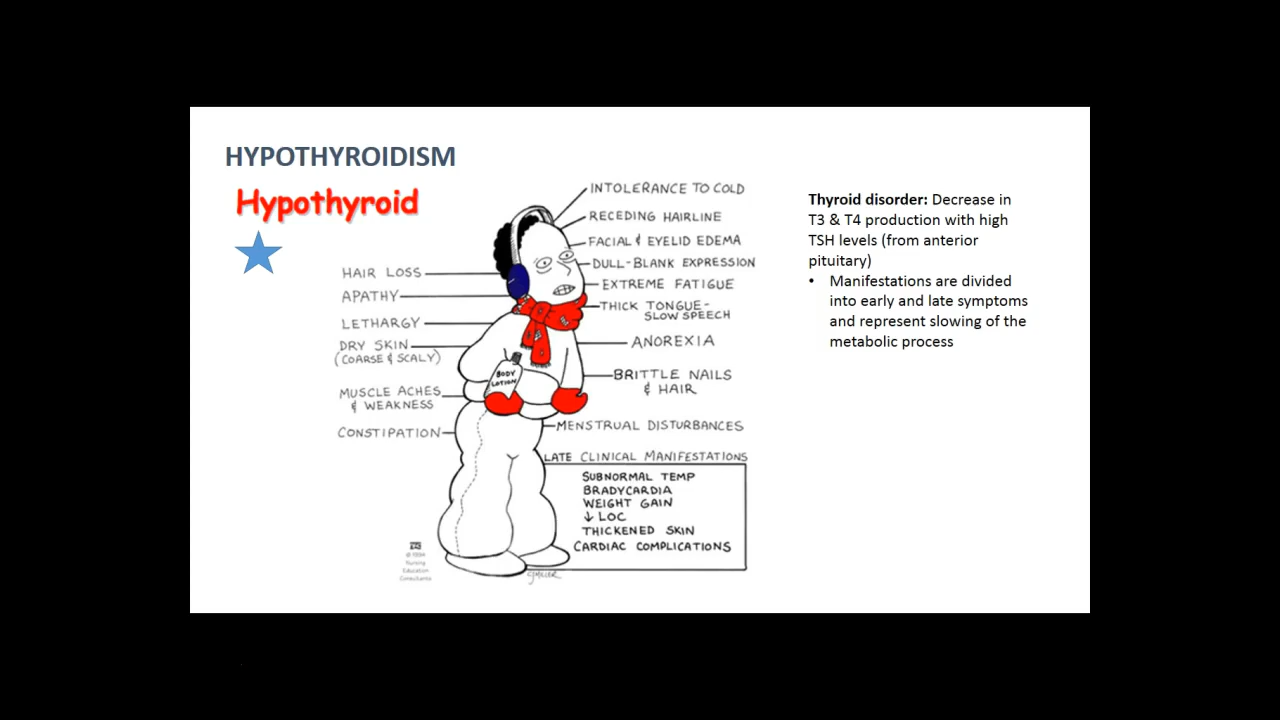 HYPOTHYROIDISM
Hypothyroid
INTOLERANCE TO COLD
RECEDING HAIRLINE
FACIAL & EYELID EDEMA
DULL-BLANK EXPRESSION
EXTREME FATIGUE
THICK TONGUE-
SLOW SPEECH
ANOREXIA
BRITTLE NAILS
& HAIR
MENSTRUAL DISTURBANCES
HAIR LOSS
APATHY
LETHARGY
DRY SKIN
(COARSE & SCALY)
MUSCLE ACHES
& WEAKNESS
CONSTIPATION
BODY
LOTION
LATE CLINICAL MANIFESTATIONS
SUBNORMAL TEMP
BRADYCARDIA
WEIGHT GAIN
↓ LOC
THICKENED SKIN
CARDIAC COMPLICATIONS
Nursing
Education
Consultants
Thyroid disorder: Decrease in
T3 & T4 production with high
TSH levels (from anterior
pituitary)
• Manifestations are divided
into early and late symptoms
and represent slowing of the
metabolic process